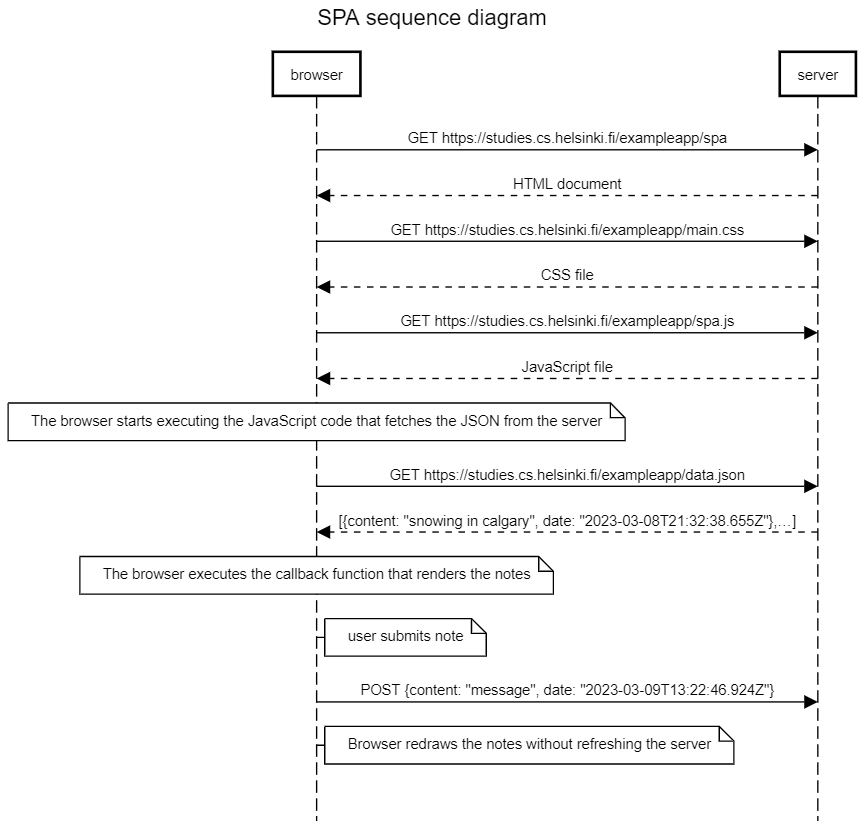 SPA sequence diagram
browser
server
GET https://studies.cs.helsinki.fi/exampleapp/spa
HTML document
GET https://studies.cs.helsinki.fi/exampleapp/main.css
CSS file
GET https://studies.cs.helsinki.fi/exampleapp/spa.js
JavaScript file
The browser starts executing the JavaScript code that fetches the JSON from the server
GET https://studies.cs.helsinki.fi/exampleapp/data.json
[{content: "snowing in calgary", date: "2023-03-08T21:32:38.655Z"},…]
The browser executes the callback function that renders the notes
user submits note
POST {content: "message", date: "2023-03-09T13:22:46.924Z"}
Browser redraws the notes without refreshing the server